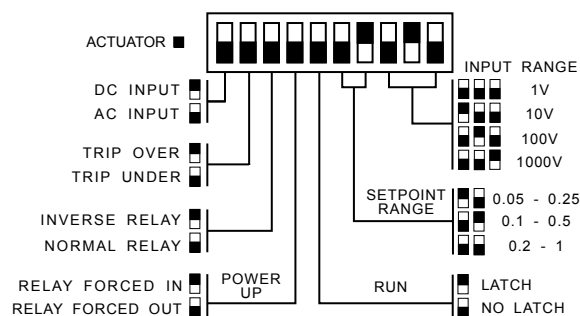 ACTUATOR
DC INPUT
AC INPUT
TRIP OVER
TRIP UNDER
INVERSE RELAY
NORMAL RELAY
RELAY FORCED IN
RELAY FORCED OUT
POWER
UP
INPUT RANGE
1V
10V
100V
1000V
SETPOINT
RANGE
0.05 - 0.25
0.1 - 0.5
0.2 - 1
RUN
LATCH
NO LATCH